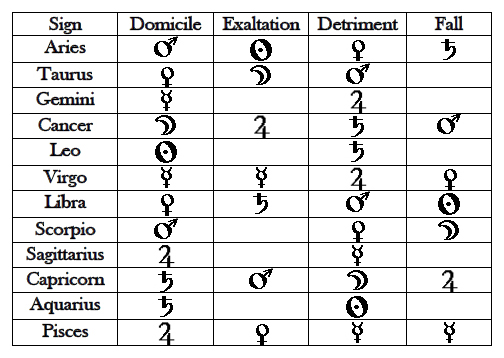 Sign Domicile Exaltation Detriment Fall
Aries ♂ ☉ ♀ ♄
Taurus ♀ ☽ ♂
Gemini ☿ ♃
Cancer ☽ ♃ ♄ ♂
Leo ☉ ♄
Virgo ☿ ☿ ♃ ♀
Libra ♀ ♄ ♂ ☉
Scorpio ♂ ♀ ☽
Sagittarius ♃ ☿
Capricorn ♄ ♂ ☽ ♃
Aquarius ♄ ☉
Pisces ♃ ♀ ☿ ☿